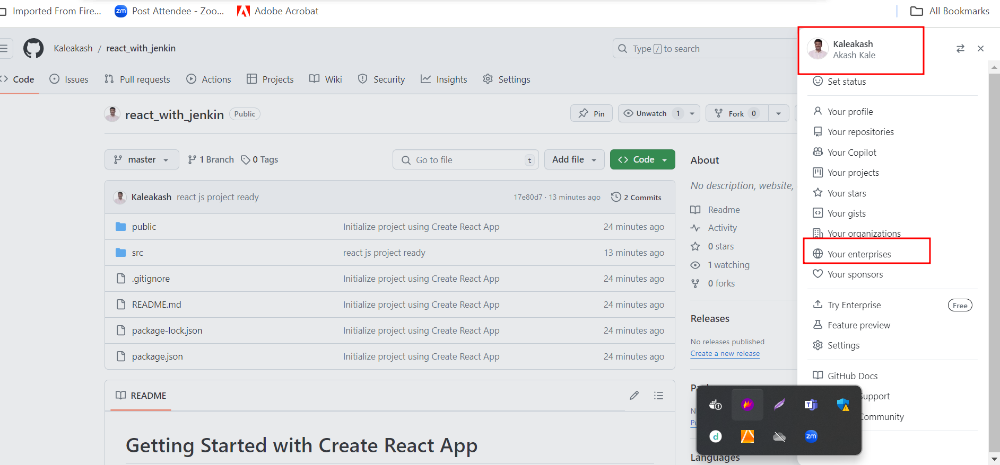 Imported From Fire...
zm Post Attendee - Zoo...
Adobe Acrobat
All Bookmarks
Kaleakash / react_with_jenkin
Type / to search
Code
Issues
Pull requests
Actions
Projects
Wiki
Security
Insights
Settings
react_with_jenkin Public
Pin
Unwatch 1
Fork 0
master
1 Branch
0 Tags
Go to file t
Add file
Code
Kaleakash react js project ready 17e80d7 · 13 minutes ago 2 Commits
public Initialize project using Create React App 24 minutes ago
src react js project ready 13 minutes ago
.gitignore Initialize project using Create React App 24 minutes ago
README.md Initialize project using Create React App 24 minutes ago
package-lock.json Initialize project using Create React App 24 minutes ago
package.json Initialize project using Create React App 24 minutes ago
README
Getting Started with Create React App
About
No description, website,
Readme
Activity
0 stars
1 watching
0 forks
Releases
No releases published
Create a new release
Languages
Kaleakash
Akash Kale
Set status
Your profile
Your repositories
Your Copilot
Your projects
Your stars
Your gists
Your organizations
Your enterprises
Your sponsors
Try Enterprise Free
Feature preview
Settings
GitHub Docs
Support
Community
T
d
zm